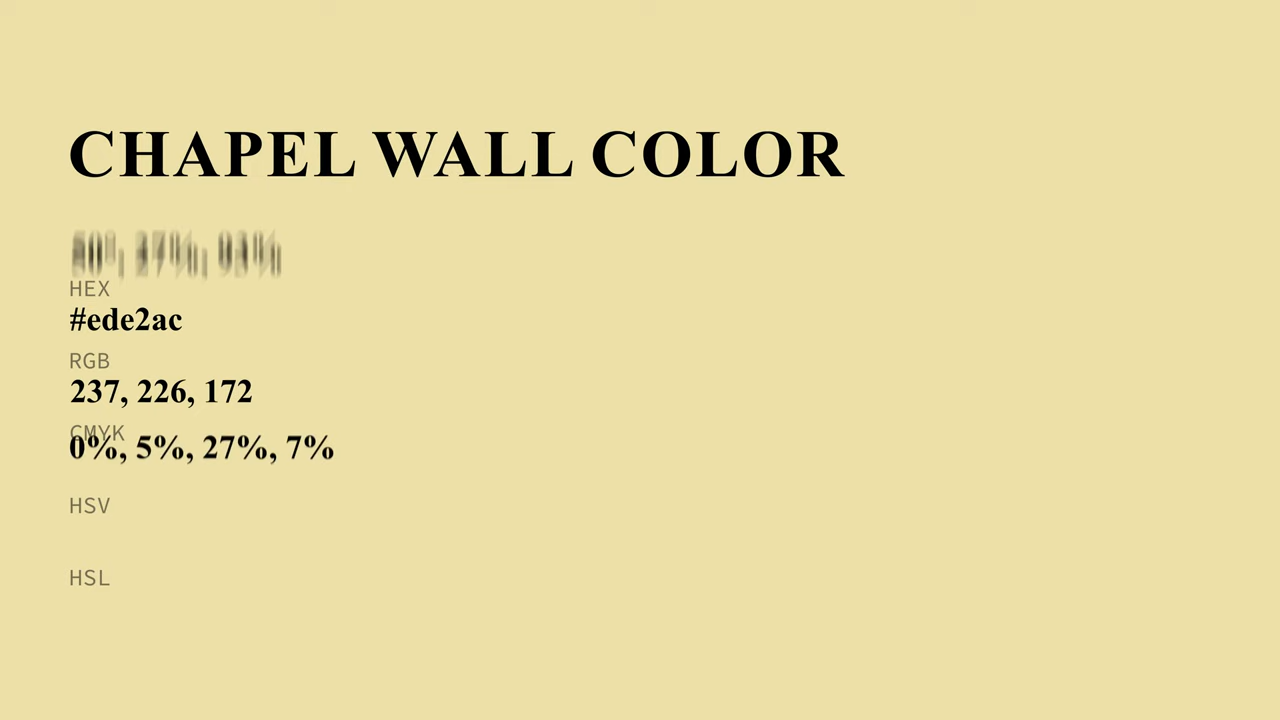 CHAPEL WALL COLOR
HEX
#ede2ac
RGB
237, 226, 172
CMYK
0%, 5%, 27%, 7%
HSV
HSL